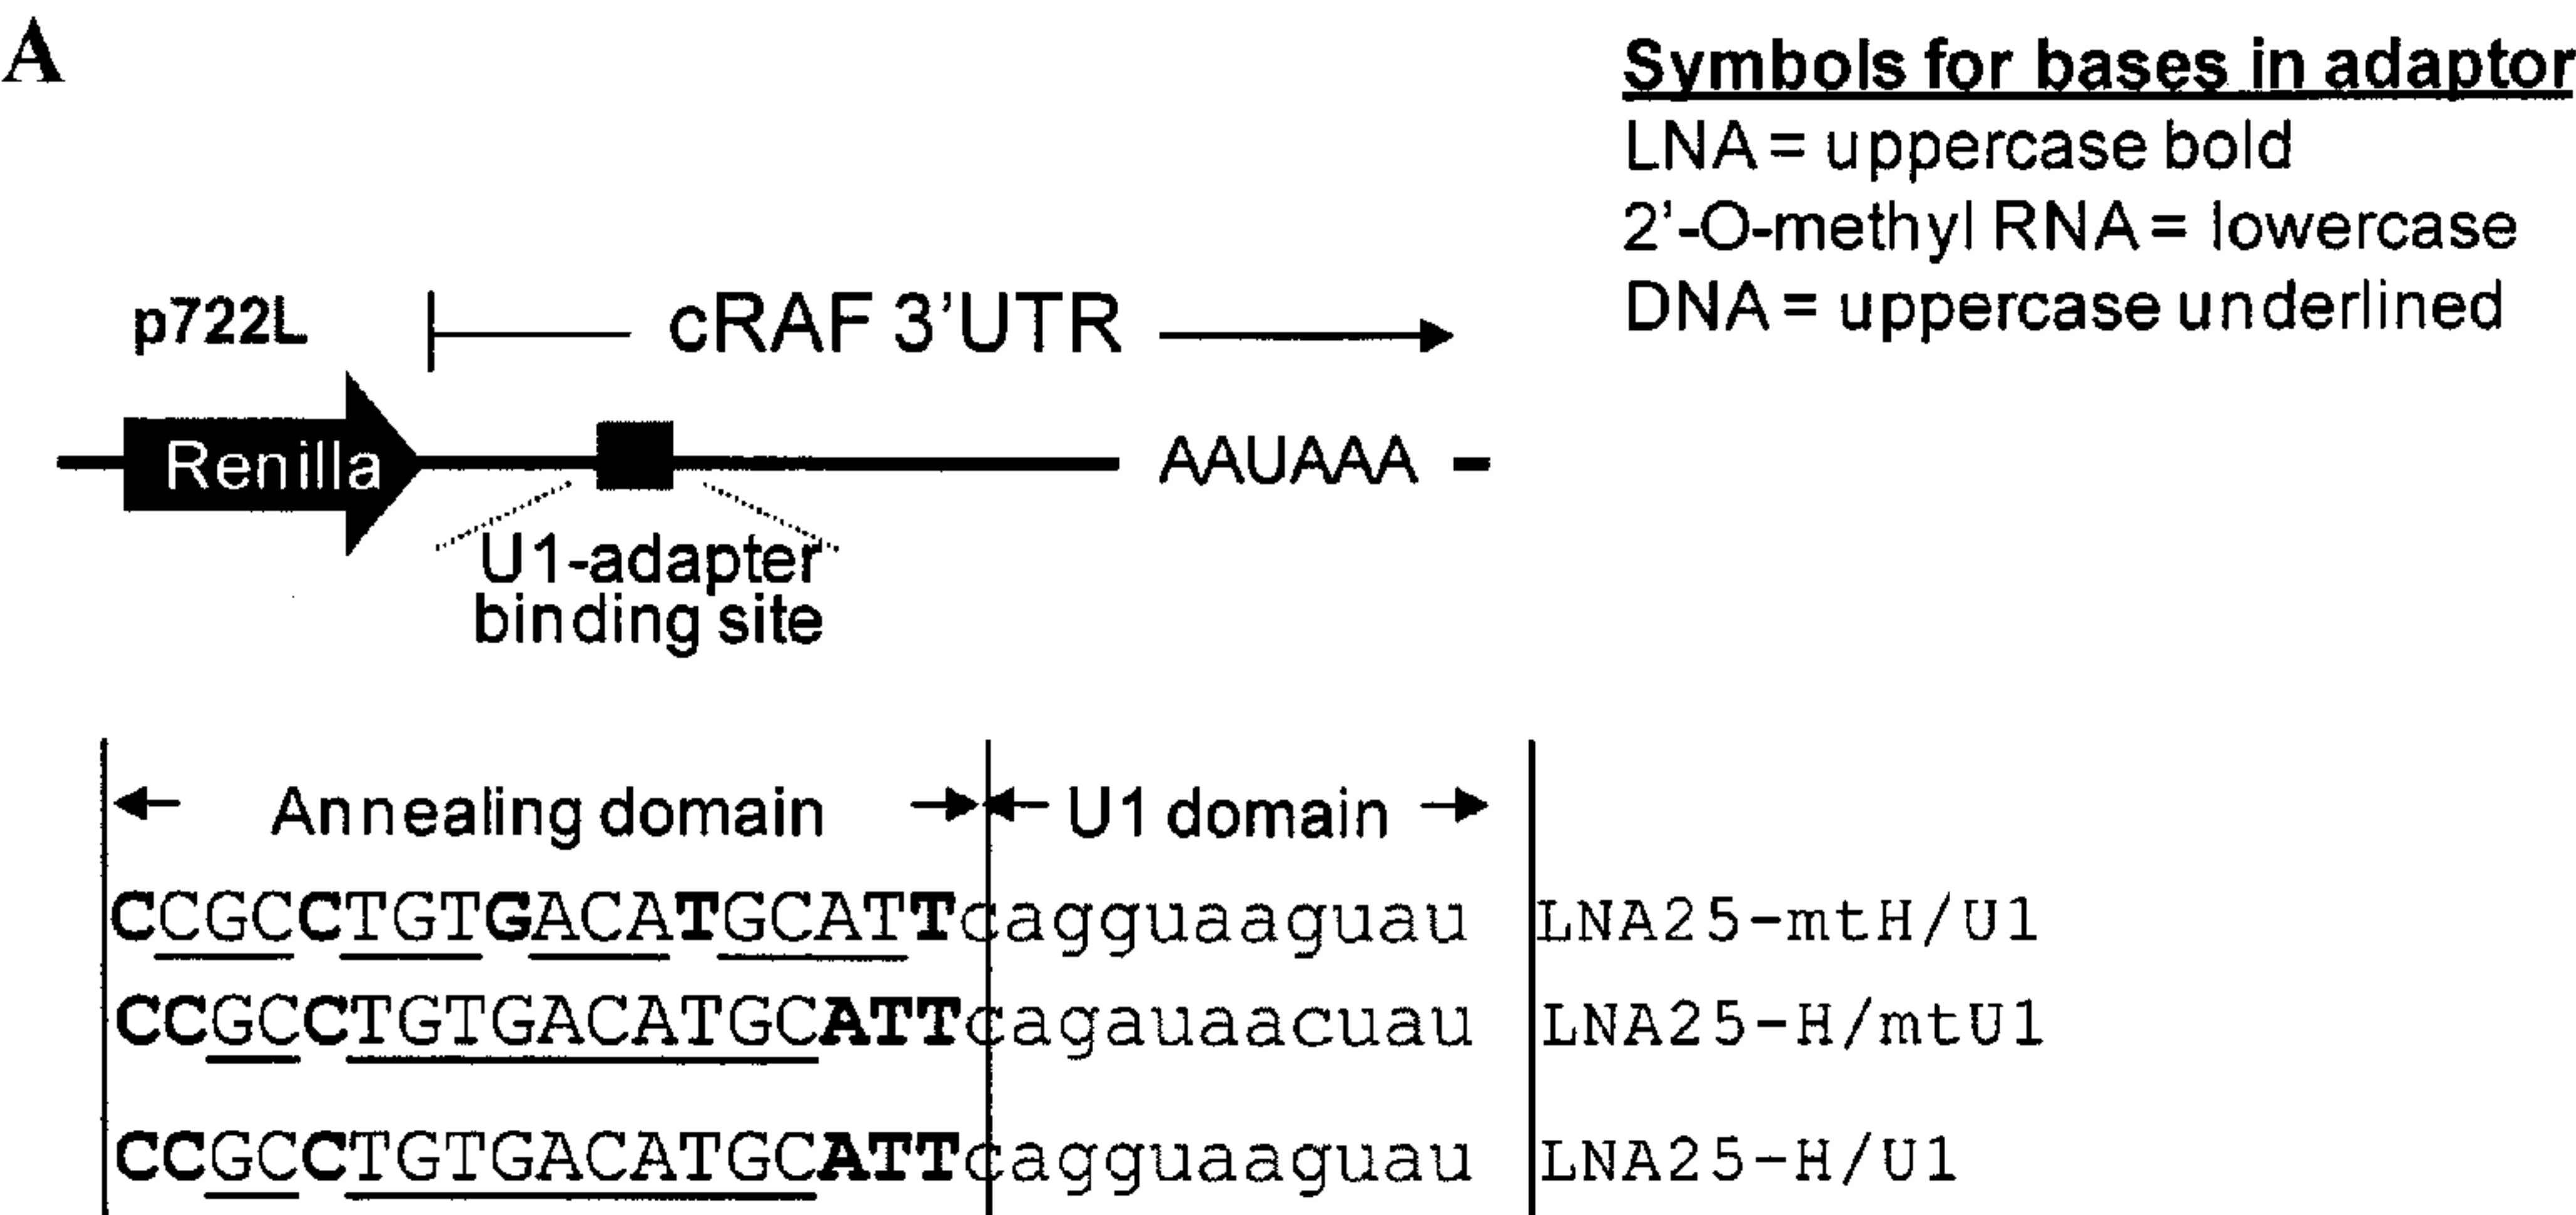 A
Symbols for bases in adaptor
LNA = uppercase bold
2'-O-methyl RNA = lowercase
DNA = uppercase underlined
p722L
cRAF 3'UTR
Renilla
AAUAAA
U1-adapter
binding site
Annealing domain
U1 domain
CCGCCTGTGACATGCATTcagguaaguau LNA25-mtH/U1
CCGCCTGTGACATGCATTcagauaacuau LNA25-H/mtU1
CCGCCTGTGACATGCATTcagguaaguau LNA25-H/U1